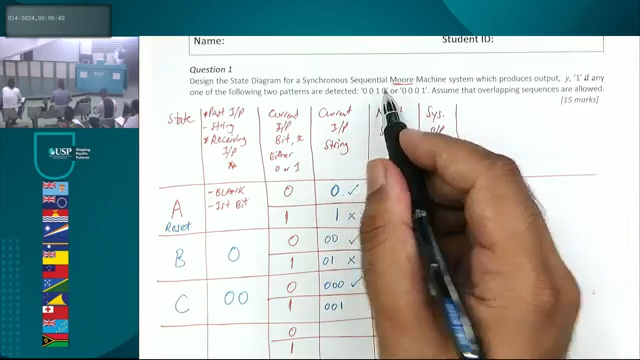 014-S024, 08:06:49
USP
Shaping
Pacific
Futures
Name:
Student ID:
Question 1
Design the State Diagram for a Synchronous Sequential Moore Machine system which produces output, y, '1' if any
one of the following two patterns are detected: '0 0 1 0' or '0 0 0 1'. Assume that overlapping sequences are allowed.
[15 marks]
State
Past I/P
- String
Receiving
I/P
Current
I/P
Bit, x
Either
0 or 1
Current
I/P
String
Sys.
O/P
A
Reset
- BLANK
- 1st Bit
0
0 ✓
1
1 ×
B
0
0
00 ✓
1
01 ×
C
00
0
000 ✓
1
001
0
1